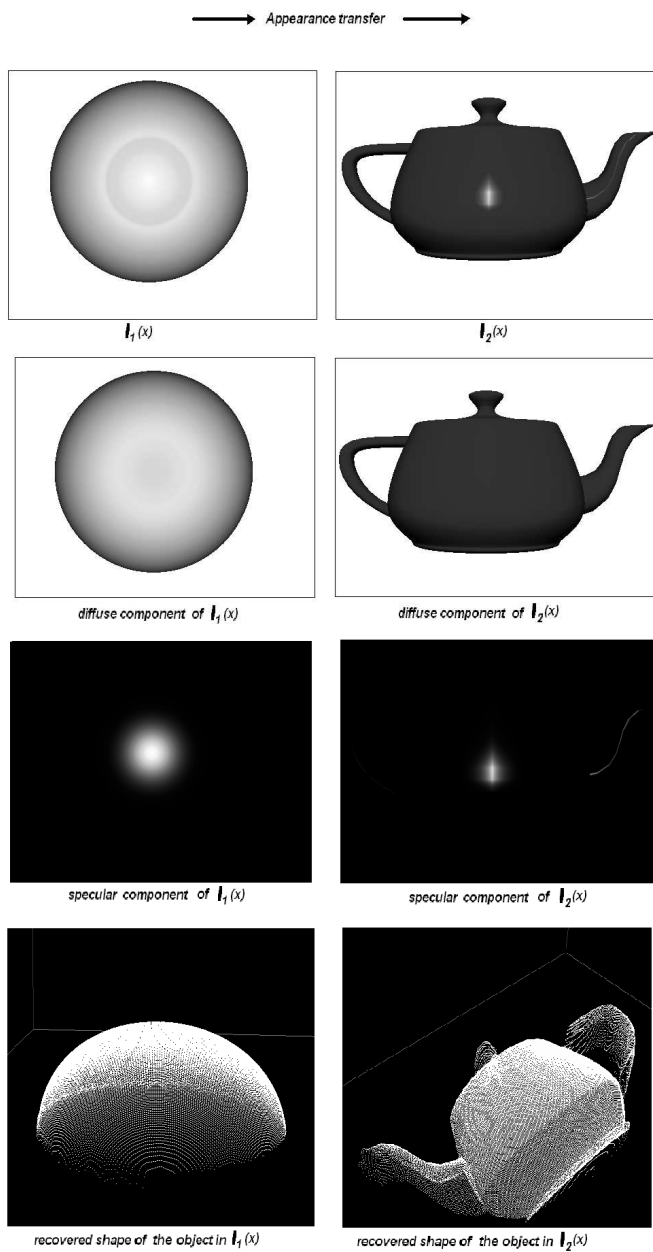 Appearance transfer
I1(x)
I2(x)
diffuse component of I1(x)
diffuse component of I2(x)
specular component of I1(x)
specular component of I2(x)
recovered shape of the object in I1(x)
recovered shape of the object in I2(x)